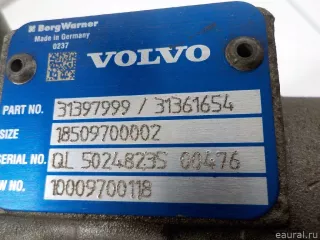 BorgWarner
Made in Germany
0237
VOLVO
PART NO. 31397999 / 31361654
SIZE 18509700002
SERIAL NO. QL 5024823S 00476
W NO. 10009700118
eaural.ru